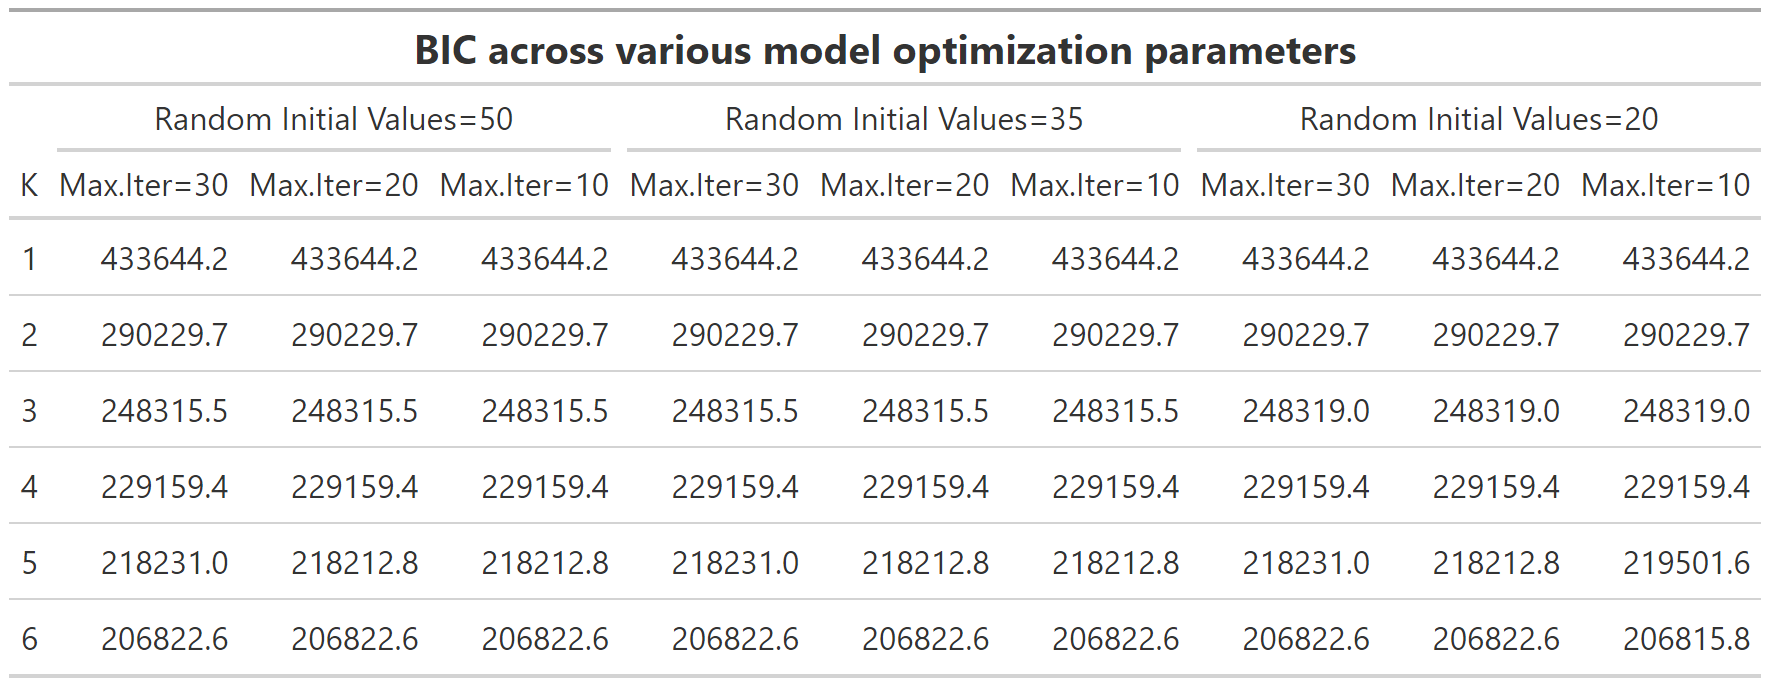 BIC across various model optimization parameters
Random Initial Values=50 Random Initial Values=35 Random Initial Values=20
K Max.Iter=30 Max.Iter=20 Max.Iter=10 Max.Iter=30 Max.Iter=20 Max.Iter=10 Max.Iter=30 Max.Iter=20 Max.Iter=10
1 433644.2 433644.2 433644.2 433644.2 433644.2 433644.2 433644.2 433644.2 433644.2
2 290229.7 290229.7 290229.7 290229.7 290229.7 290229.7 290229.7 290229.7 290229.7
3 248315.5 248315.5 248315.5 248315.5 248315.5 248315.5 248319.0 248319.0 248319.0
4 229159.4 229159.4 229159.4 229159.4 229159.4 229159.4 229159.4 229159.4 229159.4
5 218231.0 218212.8 218212.8 218231.0 218212.8 218212.8 218231.0 218212.8 219501.6
6 206822.6 206822.6 206822.6 206822.6 206822.6 206822.6 206822.6 206822.6 206815.8